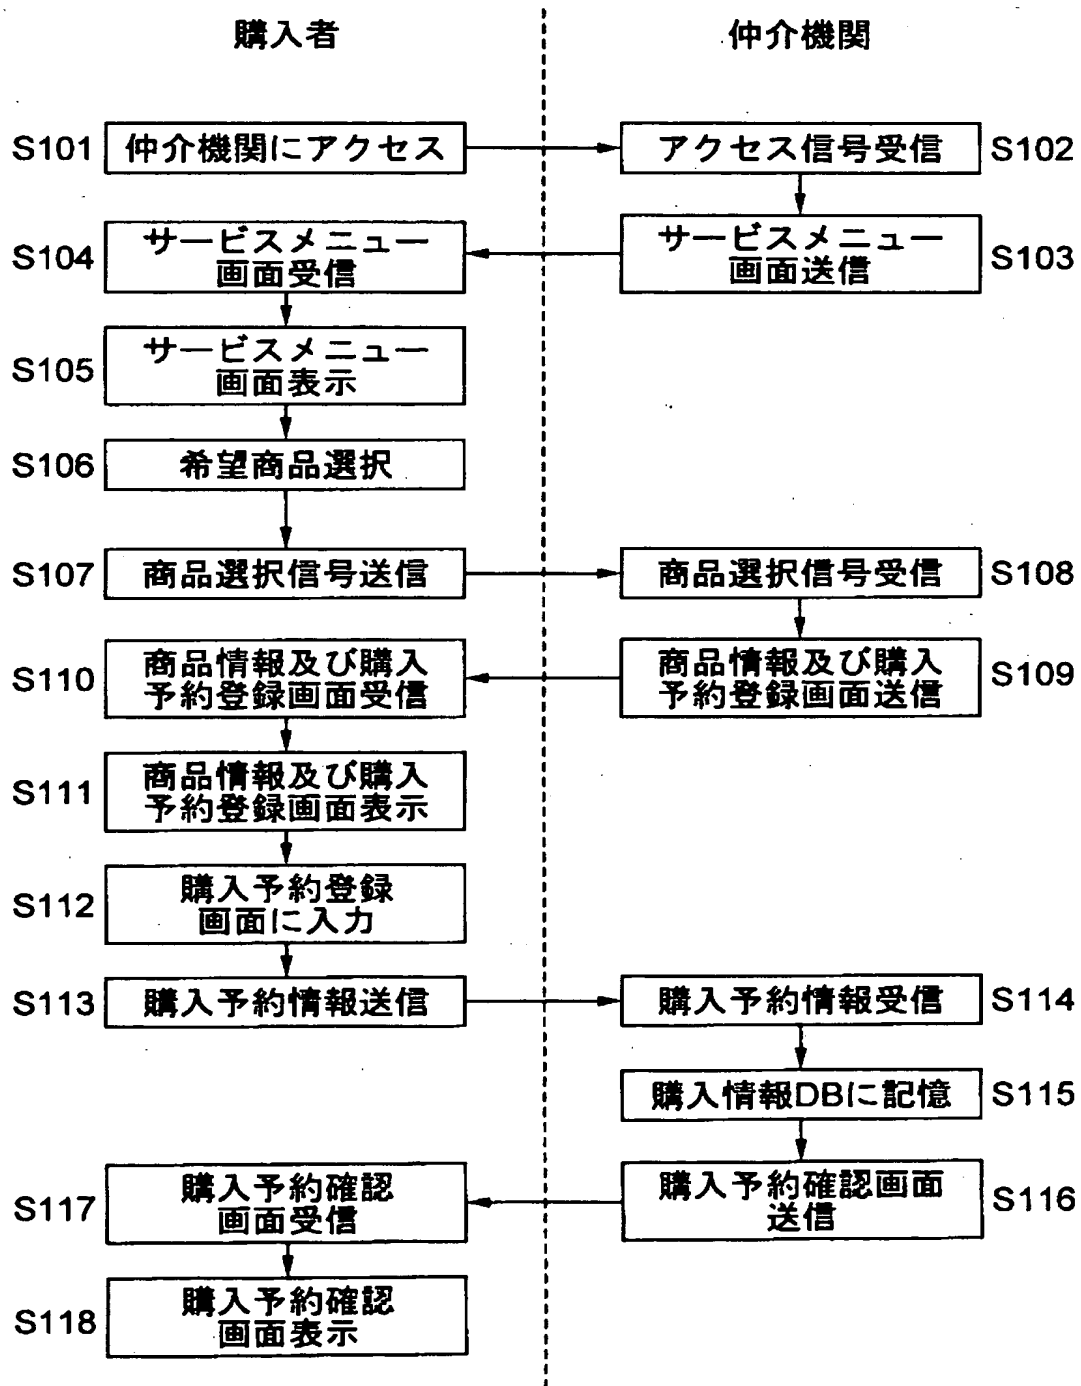 購入者
仲介機関
S101
仲介機関にアクセス
アクセス信号受信
S102
S104
サービスメニュー
画面受信
サービスメニュー
画面送信
S103
S105
サービスメニュー
画面表示
S106
希望商品選択
S107
商品選択信号送信
商品選択信号受信
S108
S110
商品情報及び購入
予約登録画面受信
商品情報及び購入
予約登録画面送信
S109
S111
商品情報及び購入
予約登録画面表示
S112
購入予約登録
画面に入力
S113
購入予約情報送信
購入予約情報受信
S114
購入情報DBに記憶
S115
S117
購入予約確認
画面受信
購入予約確認画面
送信
S116
S118
購入予約確認
画面表示